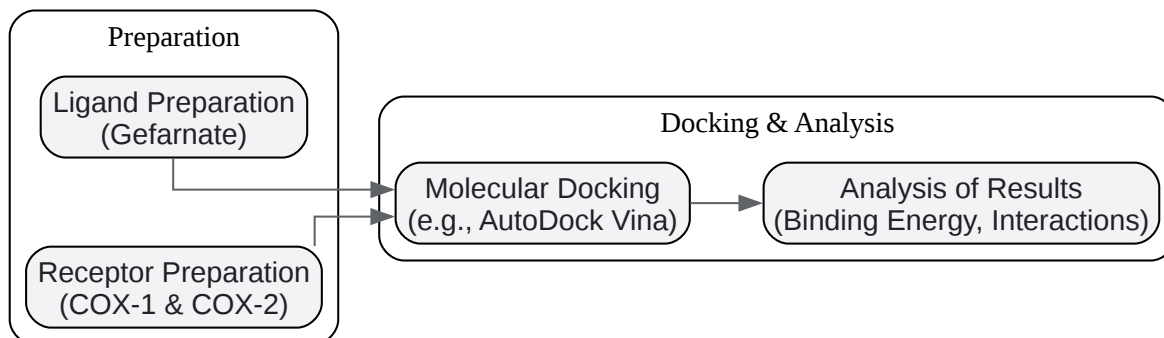 Preparation
Ligand Preparation
(Gefarnate)
Receptor Preparation
(COX-1 & COX-2)
Docking & Analysis
Molecular Docking
(e.g., AutoDock Vina)
Analysis of Results
(Binding Energy, Interactions)